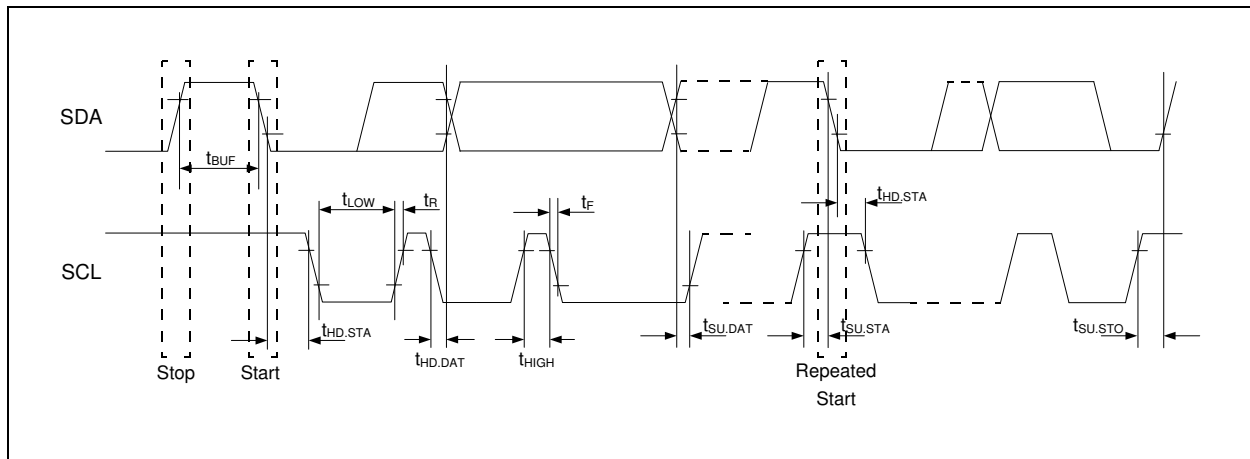 SDA
tBUF
tLOW
tR
tF
tHD.STA
SCL
tHD.STA
tHD.DAT
tHIGH
tSU.DAT
tSU.STA
tSU.STO
Stop
Start
Repeated
Start